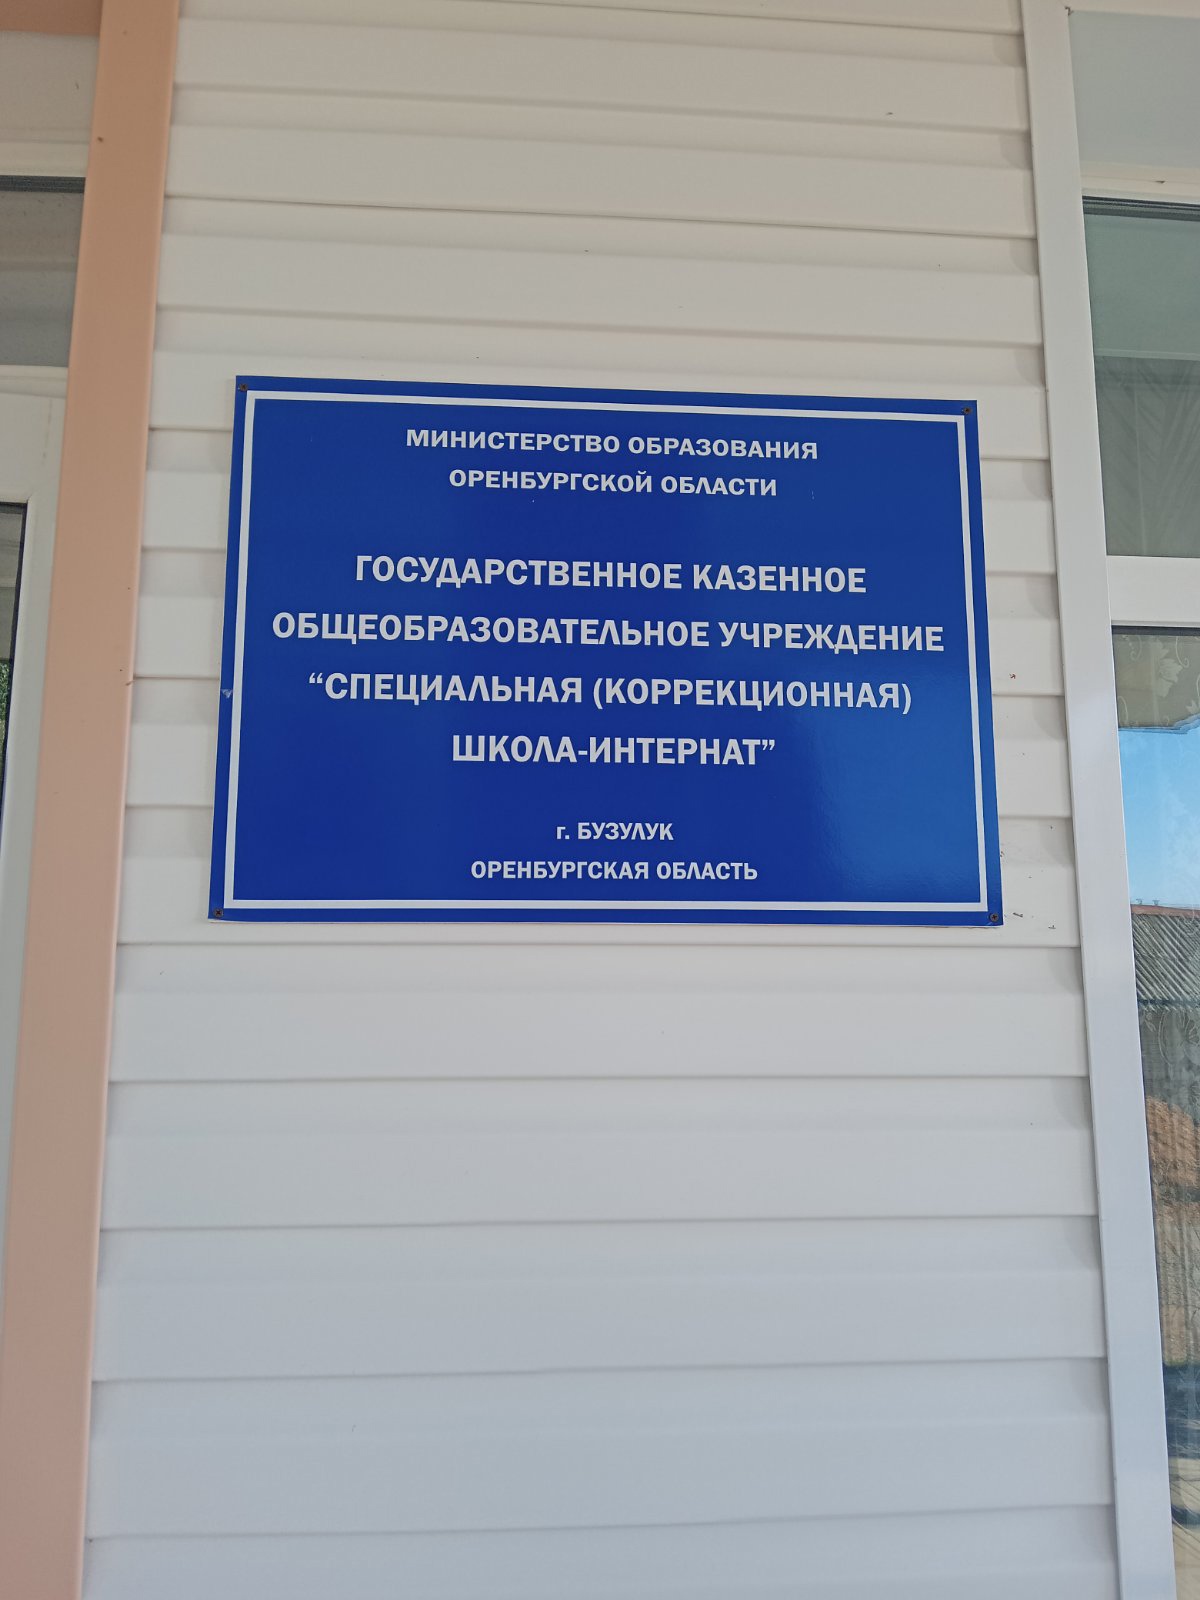 МИНИСТЕРСТВО ОБРАЗОВАНИЯ
ОРЕНБУРГСКОЙ ОБЛАСТИ
ГОСУДАРСТВЕННОЕ КАЗЕННОЕ
ОБЩЕОБРАЗОВАТЕЛЬНОЕ УЧРЕЖДЕНИЕ
“СПЕЦИАЛЬНАЯ (КОРРЕКЦИОННАЯ)
ШКОЛА-ИНТЕРНАТ”
г. БУЗУЛУК
ОРЕНБУРГСКАЯ ОБЛАСТЬ